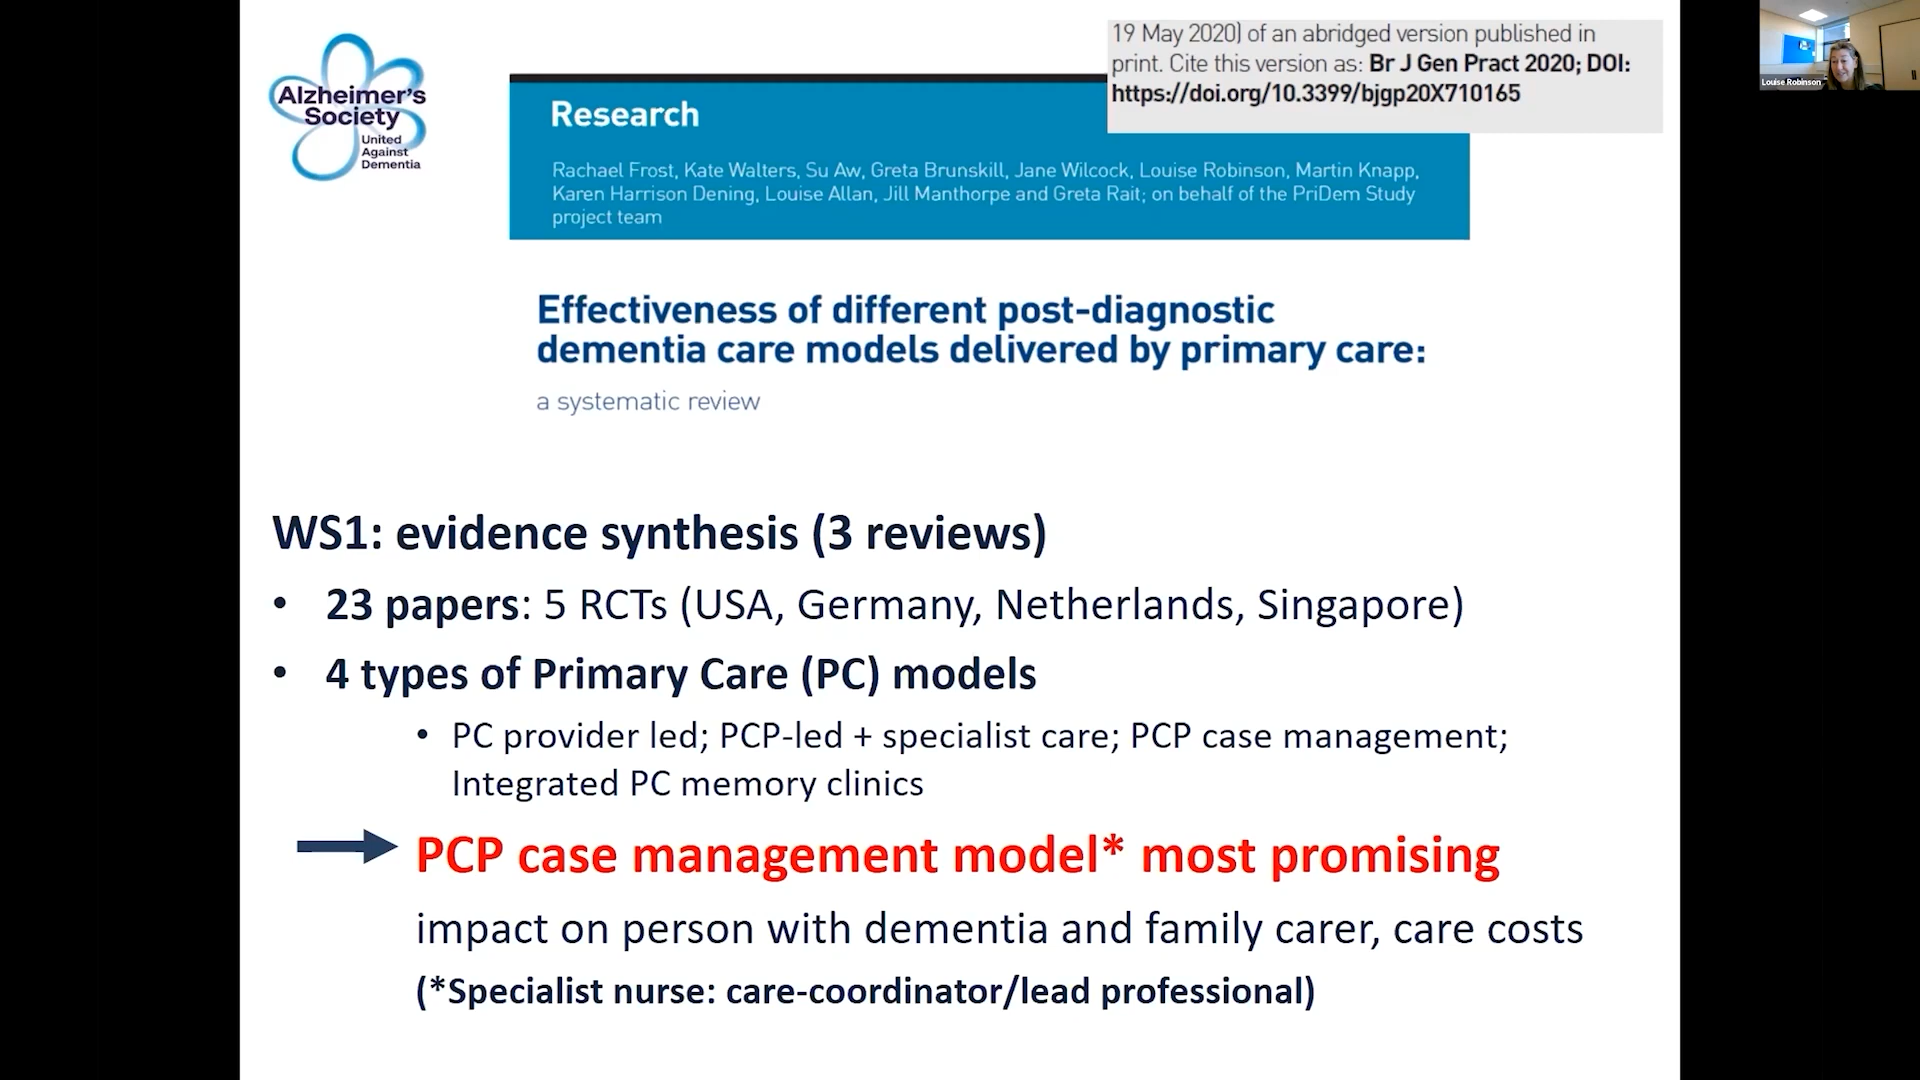 Alzheimer's
Society
United
Against
Dementia
19 May 2020) of an abridged version published in
print. Cite this version as: Br J Gen Pract 2020; DOI:
https://doi.org/10.3399/bjgp20X710165
Louise Robinson
Research
Rachael Frost, Kate Walters, Su Aw, Greta Brunskill, Jane Wilcock, Louise Robinson, Martin Knapp,
Karen Harrison Dening, Louise Allan, Jill Manthorpe and Greta Rait; on behalf of the PriDem Study
project team
Effectiveness of different post-diagnostic
dementia care models delivered by primary care:
a systematic review
WS1: evidence synthesis (3 reviews)
• 23 papers: 5 RCTs (USA, Germany, Netherlands, Singapore)
• 4 types of Primary Care (PC) models
• PC provider led; PCP-led + specialist care; PCP case management;
Integrated PC memory clinics
PCP case management model* most promising
impact on person with dementia and family carer, care costs
(*Specialist nurse: care-coordinator/lead professional)